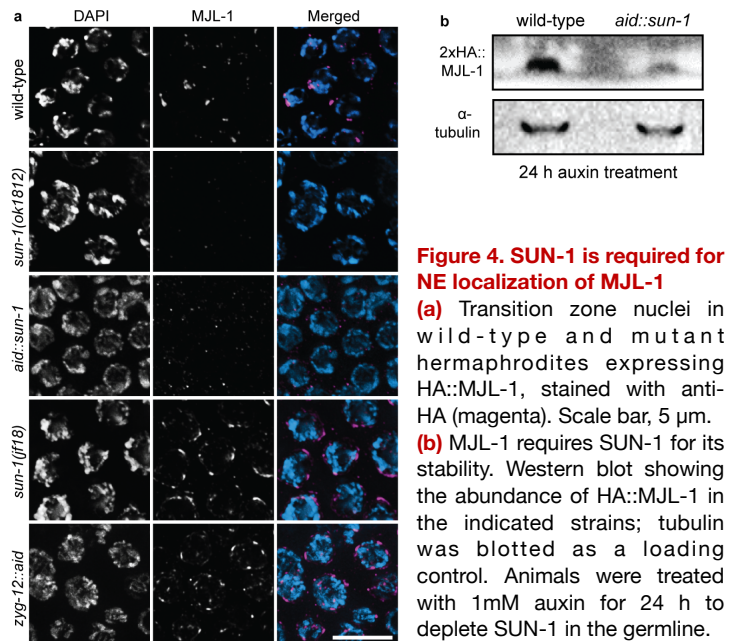 a
DAPI
MJL-1
Merged
wild-type
sun-1(ok1812)
aid::sun-1
sun-1(jf18)
zyg-12::aid
b
wild-type
aid::sun-1
2xHA::
MJL-1
α-
tubulin
24 h auxin treatment
Figure 4. SUN-1 is required for
NE localization of MJL-1
(a) Transition zone nuclei in
wild-type and mutant
hermaphrodites expressing
HA::MJL-1, stained with anti-
HA (magenta). Scale bar, 5 µm.
(b) MJL-1 requires SUN-1 for its
stability. Western blot showing
the abundance of HA::MJL-1 in
the indicated strains; tubulin
was blotted as a loading
control. Animals were treated
with 1mM auxin for 24 h to
deplete SUN-1 in the germline.